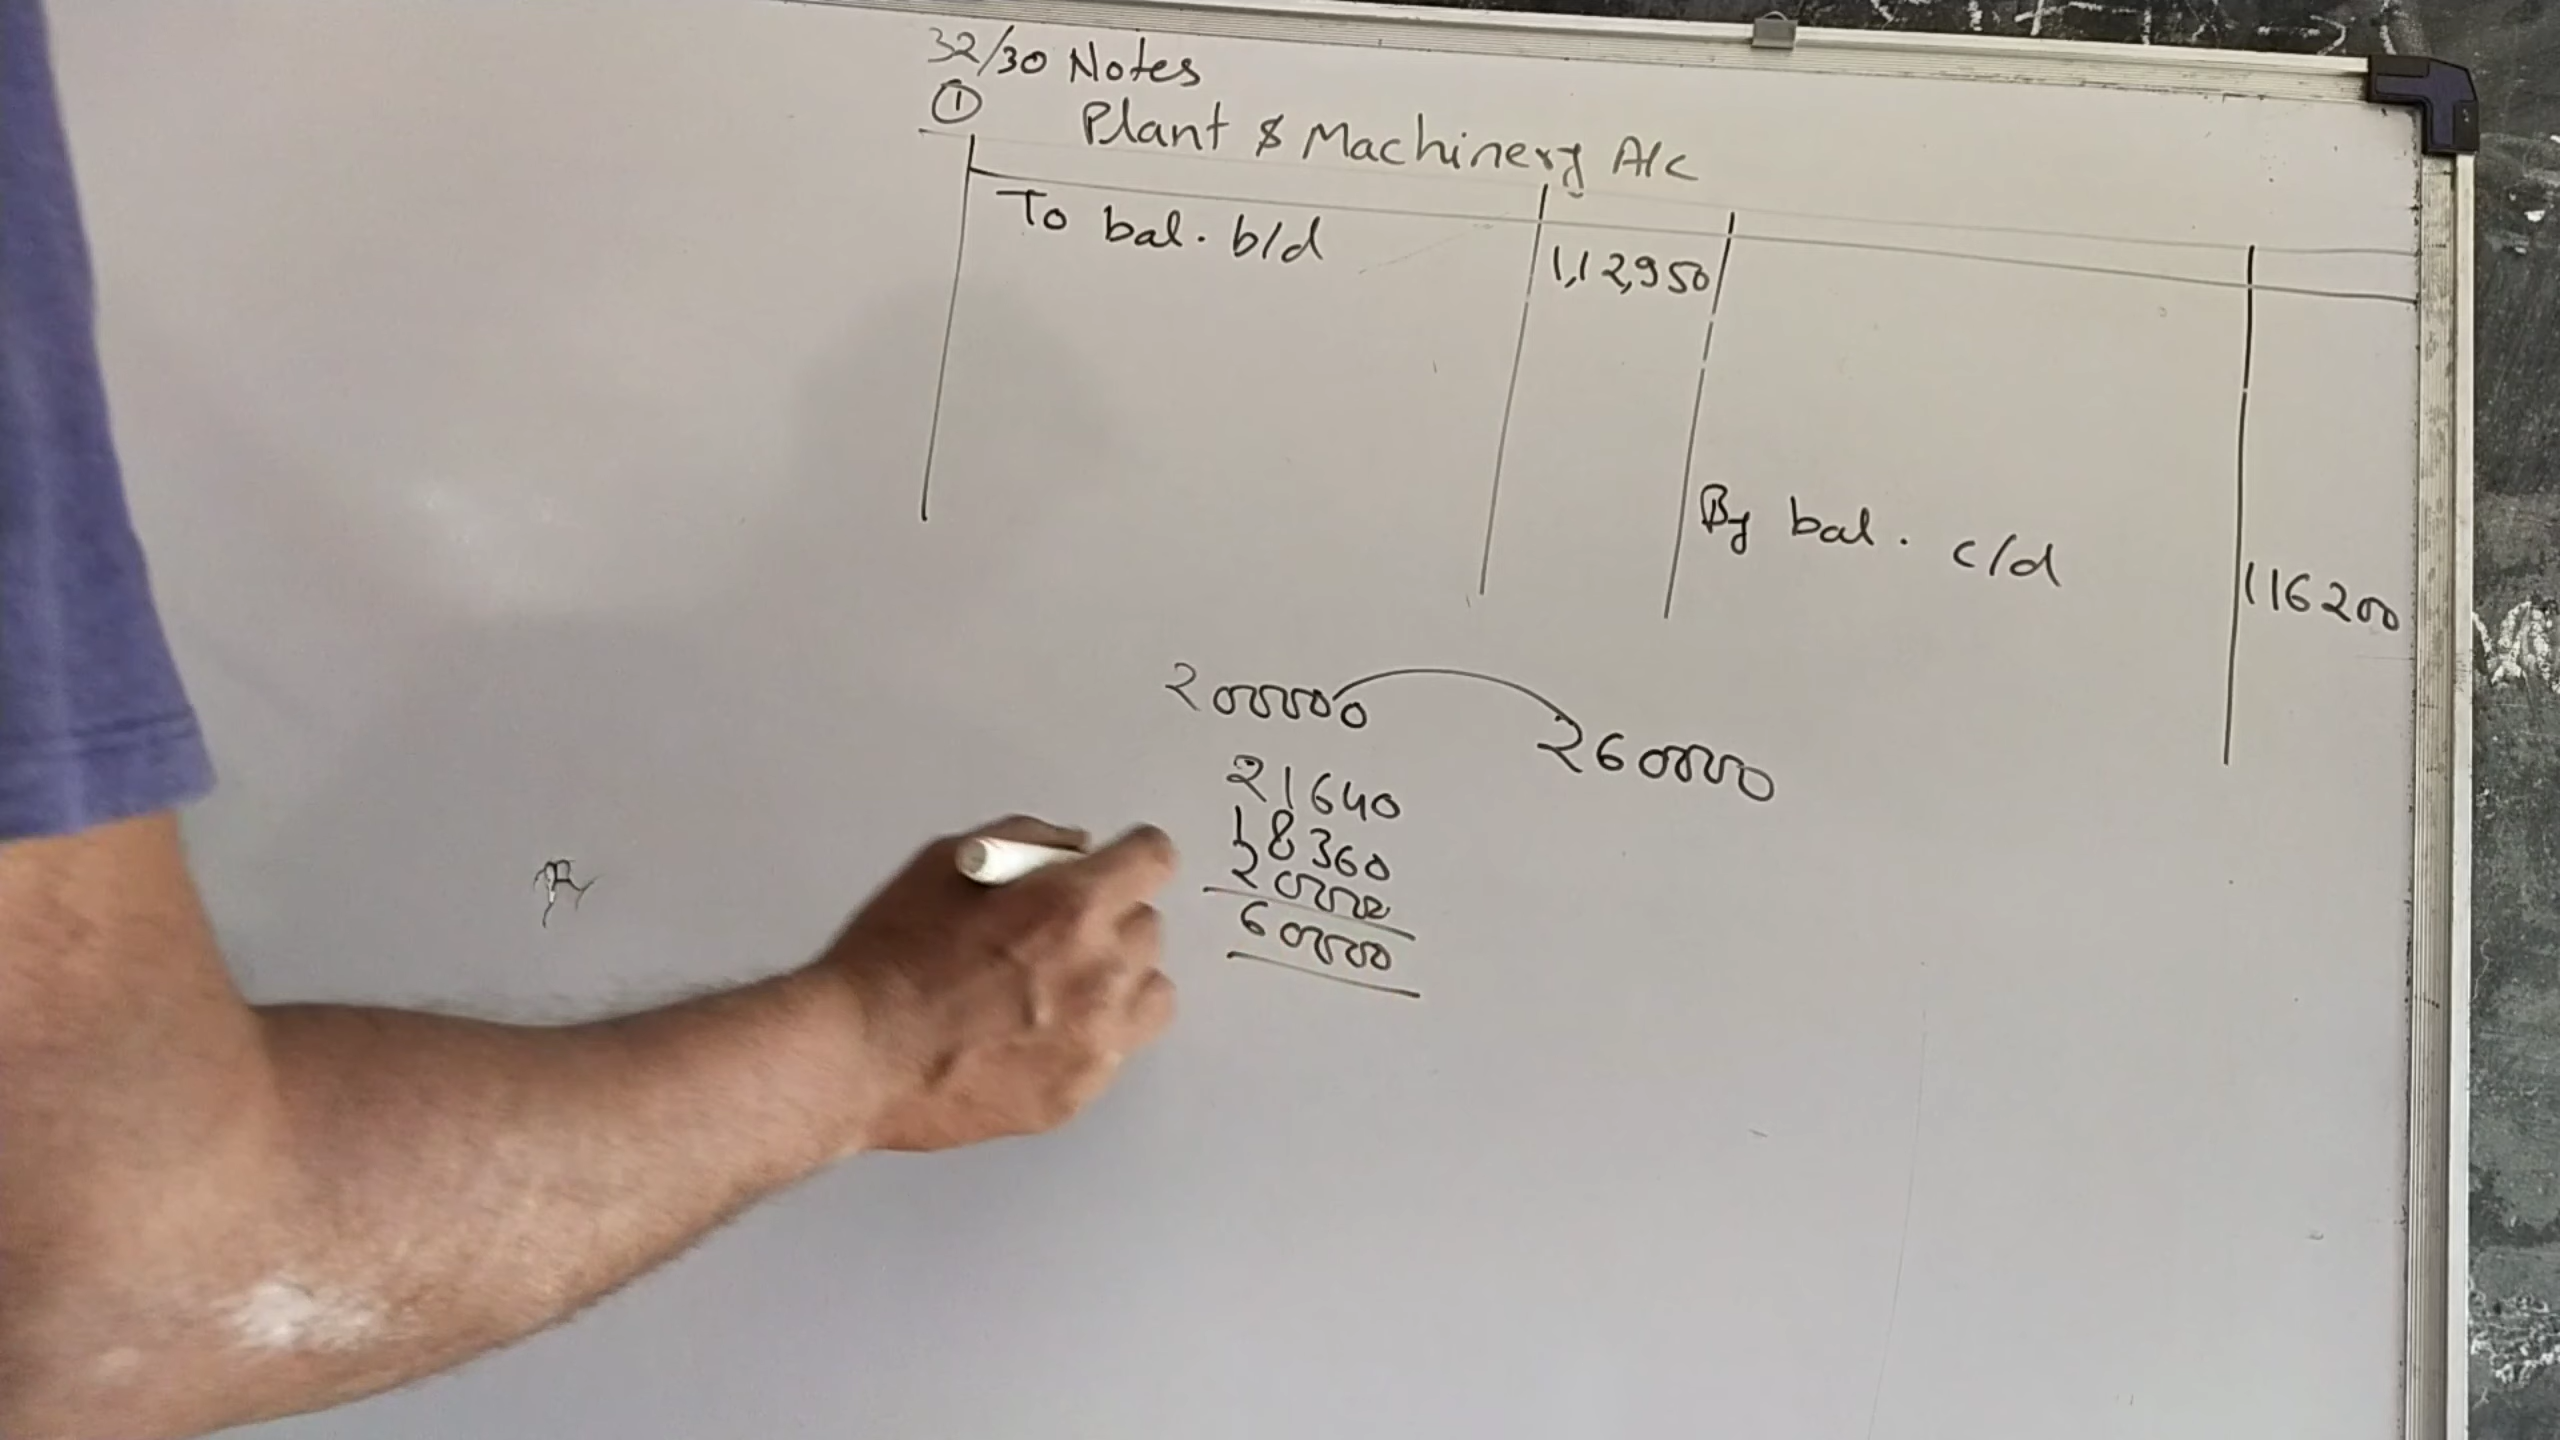 32/30 Notes
① Plant & Machinery A/c
To bal. b/d 1,12,950
By bal. c/d 116200
200000 260000
21640
18360
20000
60000